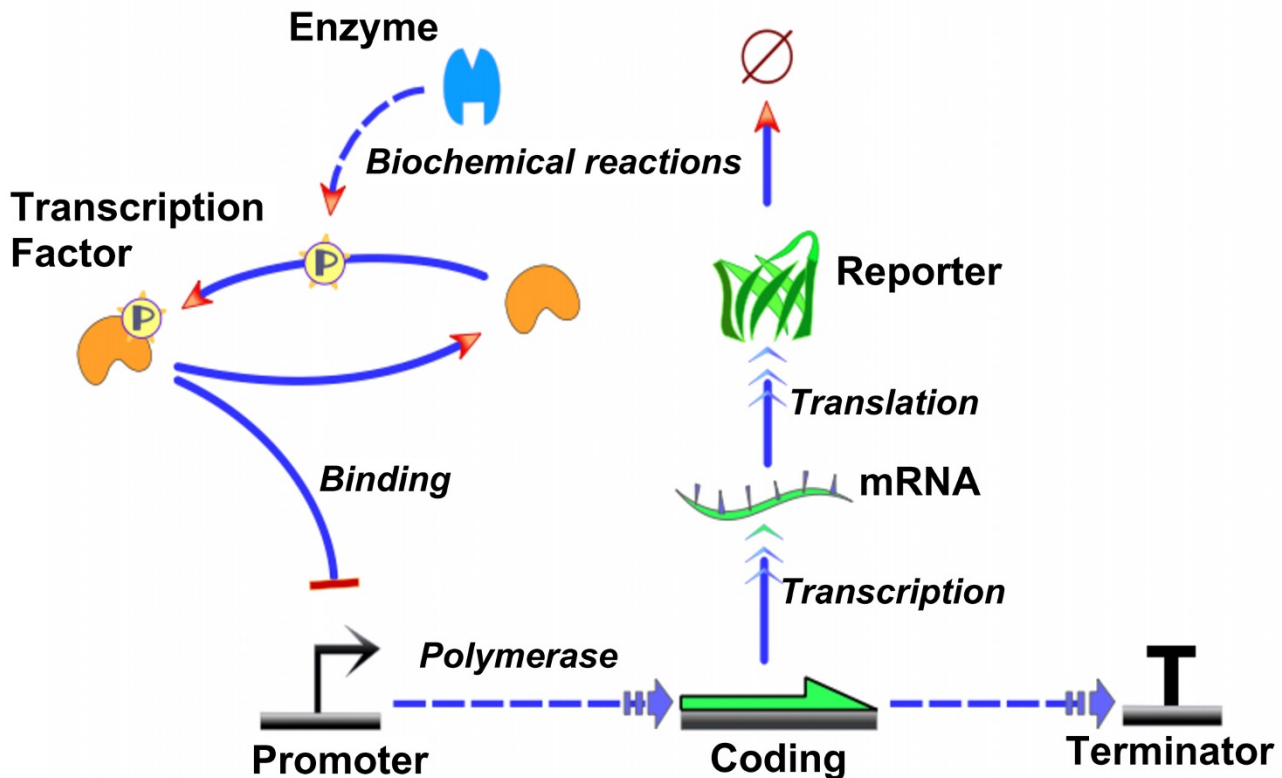 Enzyme
Biochemical reactions
Transcription
Factor
P
P
Reporter
Translation
Binding
mRNA
Transcription
Polymerase
Promoter
Coding
Terminator
T